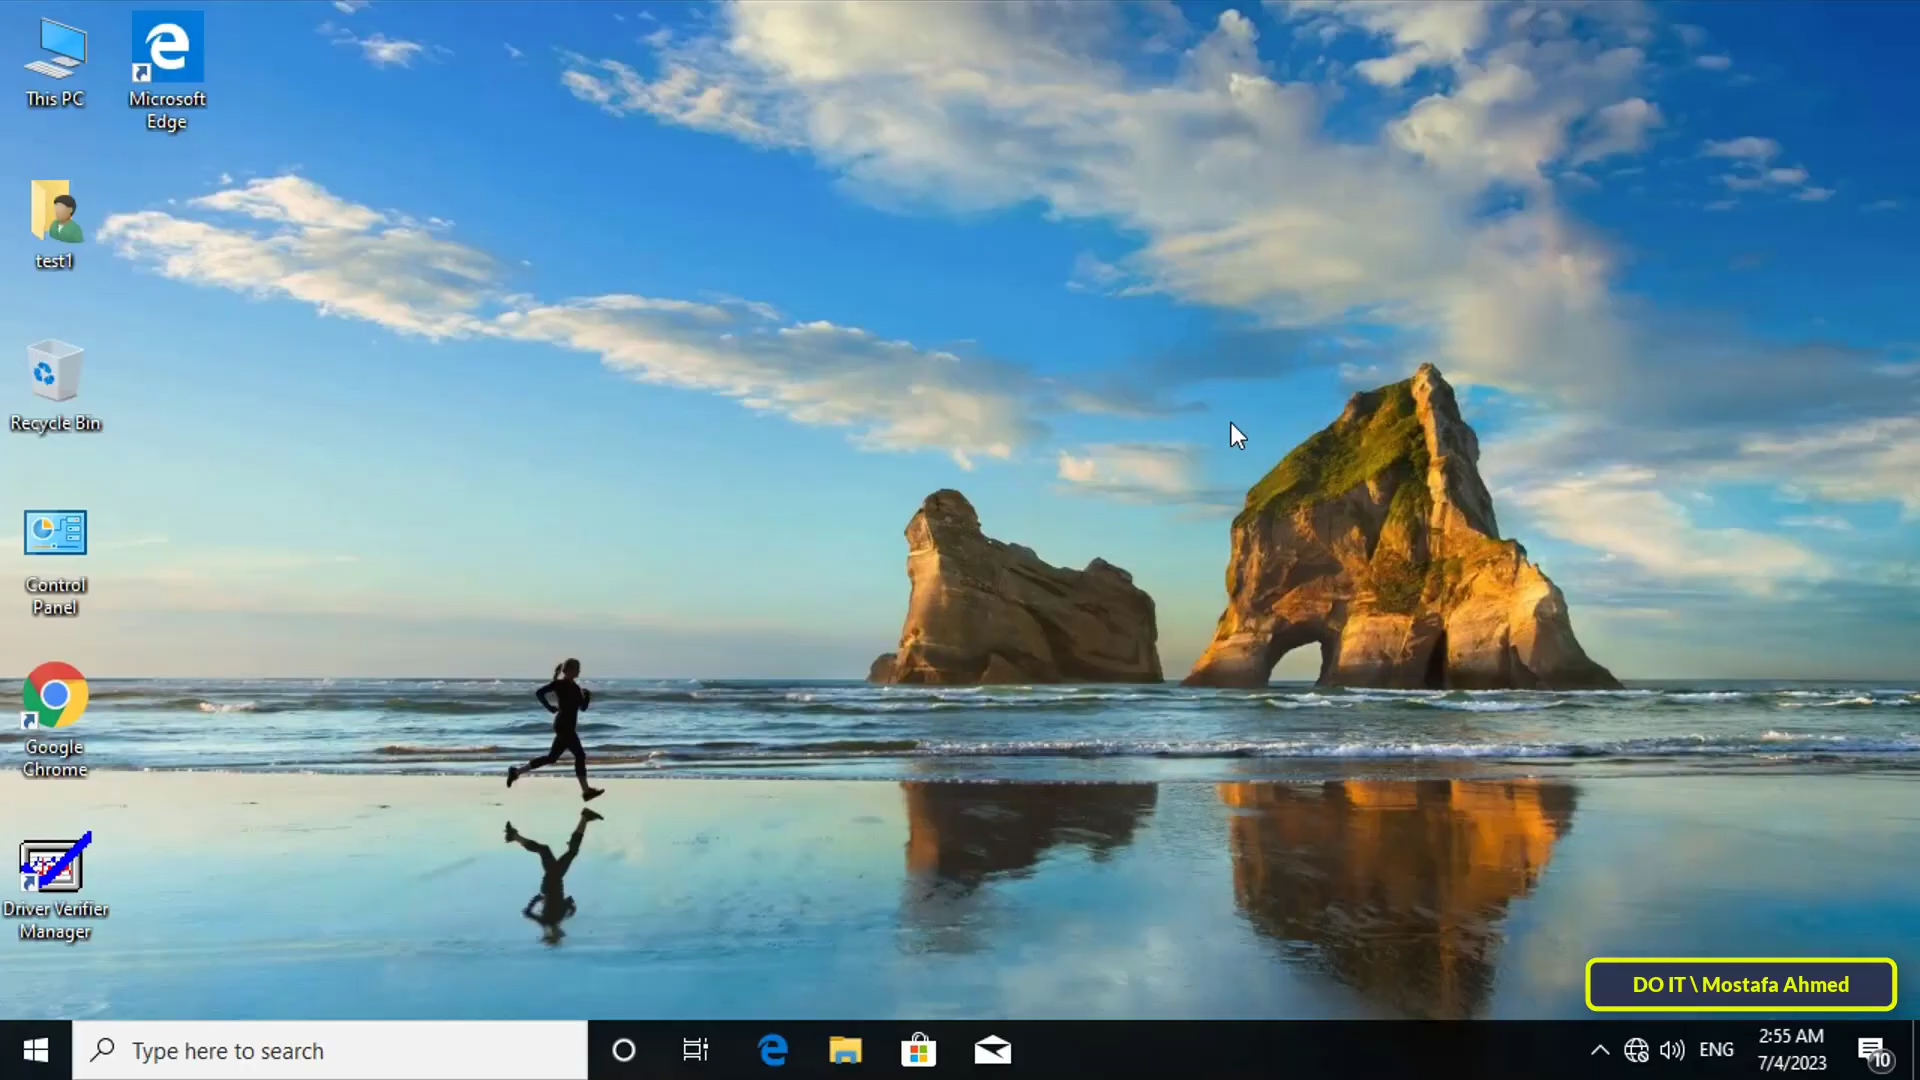 This PC
Microsoft
Edge
test1
Recycle Bin
Control
Panel
Google
Chrome
Driver Verifier
Manager
DO IT \ Mostafa Ahmed
Type here to search
ENG
2:55 AM
7/4/2023
10